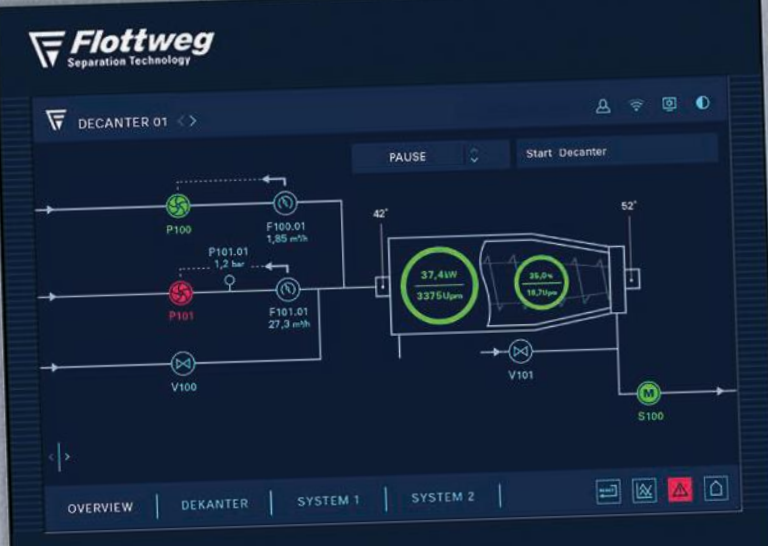 Flottweg
Separation Technology
DECANTER 01 < >
PAUSE
Start Decanter
P100
F100.01
1,85 m³/h
P101.01
1,2 bar
P101
F101.01
27,3 m³/h
V100
42°
52°
37,4kW
3375Upm
35,0%
18,7Upm
V101
M
S100
< >
OVERVIEW
DEKANTER
SYSTEM 1
SYSTEM 2